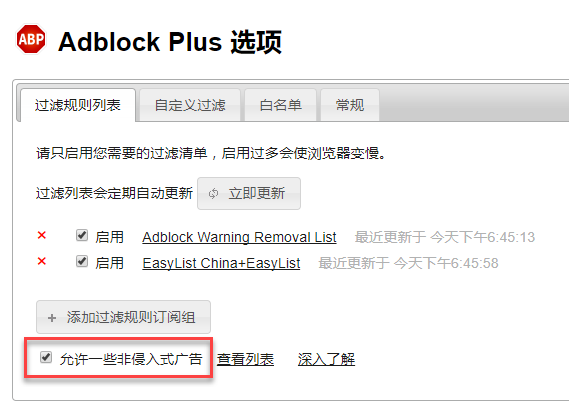 ABP Adblock Plus 选项
过滤规则列表 自定义过滤 白名单 常规
请只启用您需要的过滤清单，启用过多会使浏览器变慢。
过滤列表会定期自动更新 立即更新
启用 Adblock Warning Removal List 最近更新于 今天下午6:45:13
启用 EasyList China+EasyList 最近更新于 今天下午6:45:58
+ 添加过滤规则订阅组
允许一些非侵入式广告 查看列表 深入了解